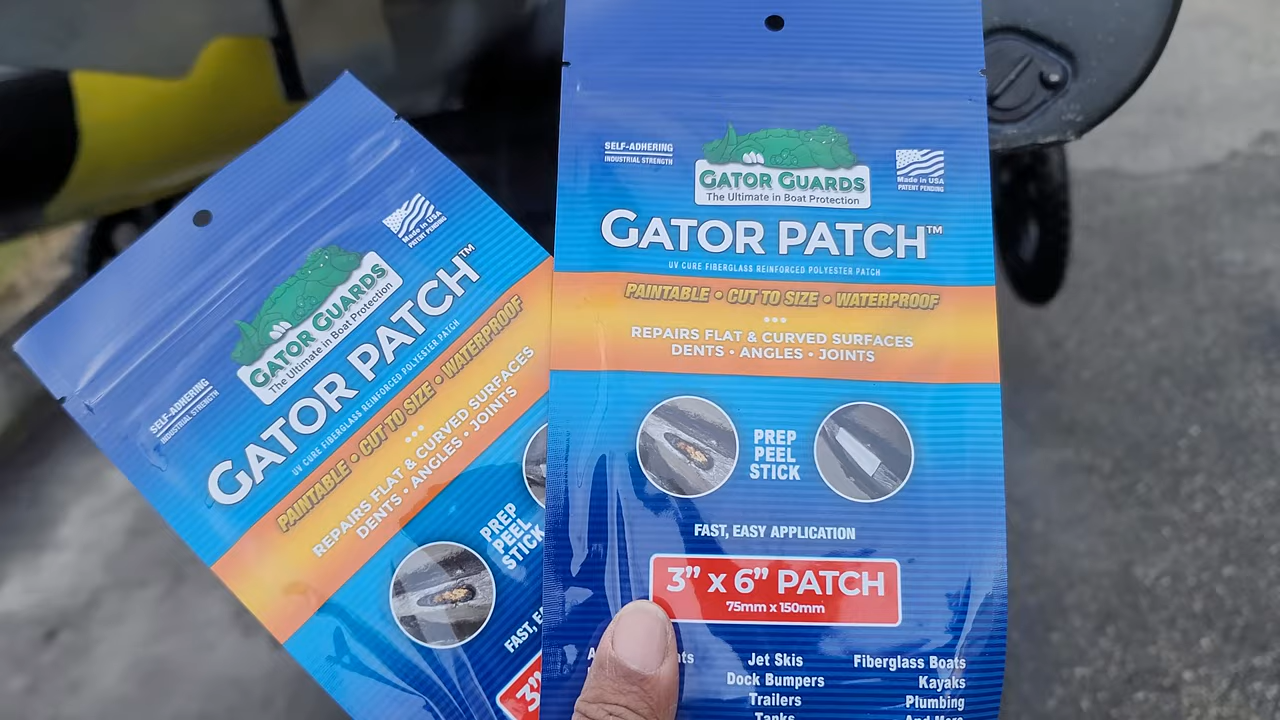 SELF-ADHERING
INDUSTRIAL STRENGTH
GATOR GUARDS
The Ultimate in Boat Protection
Made in USA
PATENT PENDING
GATOR PATCH™
UV CURE FIBERGLASS REINFORCED POLYESTER PATCH
PAINTABLE • CUT TO SIZE • WATERPROOF
REPAIRS FLAT & CURVED SURFACES
DENTS • ANGLES • JOINTS
PREP
PEEL
STICK
FAST, EASY APPLICATION
3” x 6” PATCH
75mm x 150mm
Jet Skis
Dock Bumpers
Trailers
Tanks
Fiberglass Boats
Kayaks
Plumbing
And More
SELF-ADHERING
INDUSTRIAL STRENGTH
GATOR GUARDS
The Ultimate in Boat Protection
Made in USA
PATENT PENDING
GATOR PATCH™
UV CURE FIBERGLASS REINFORCED POLYESTER PATCH
PAINTABLE • CUT TO SIZE • WATERPROOF
REPAIRS FLAT & CURVED SURFACES
DENTS • ANGLES • JOINTS
PREP
PEEL
STICK
FAST,
3”